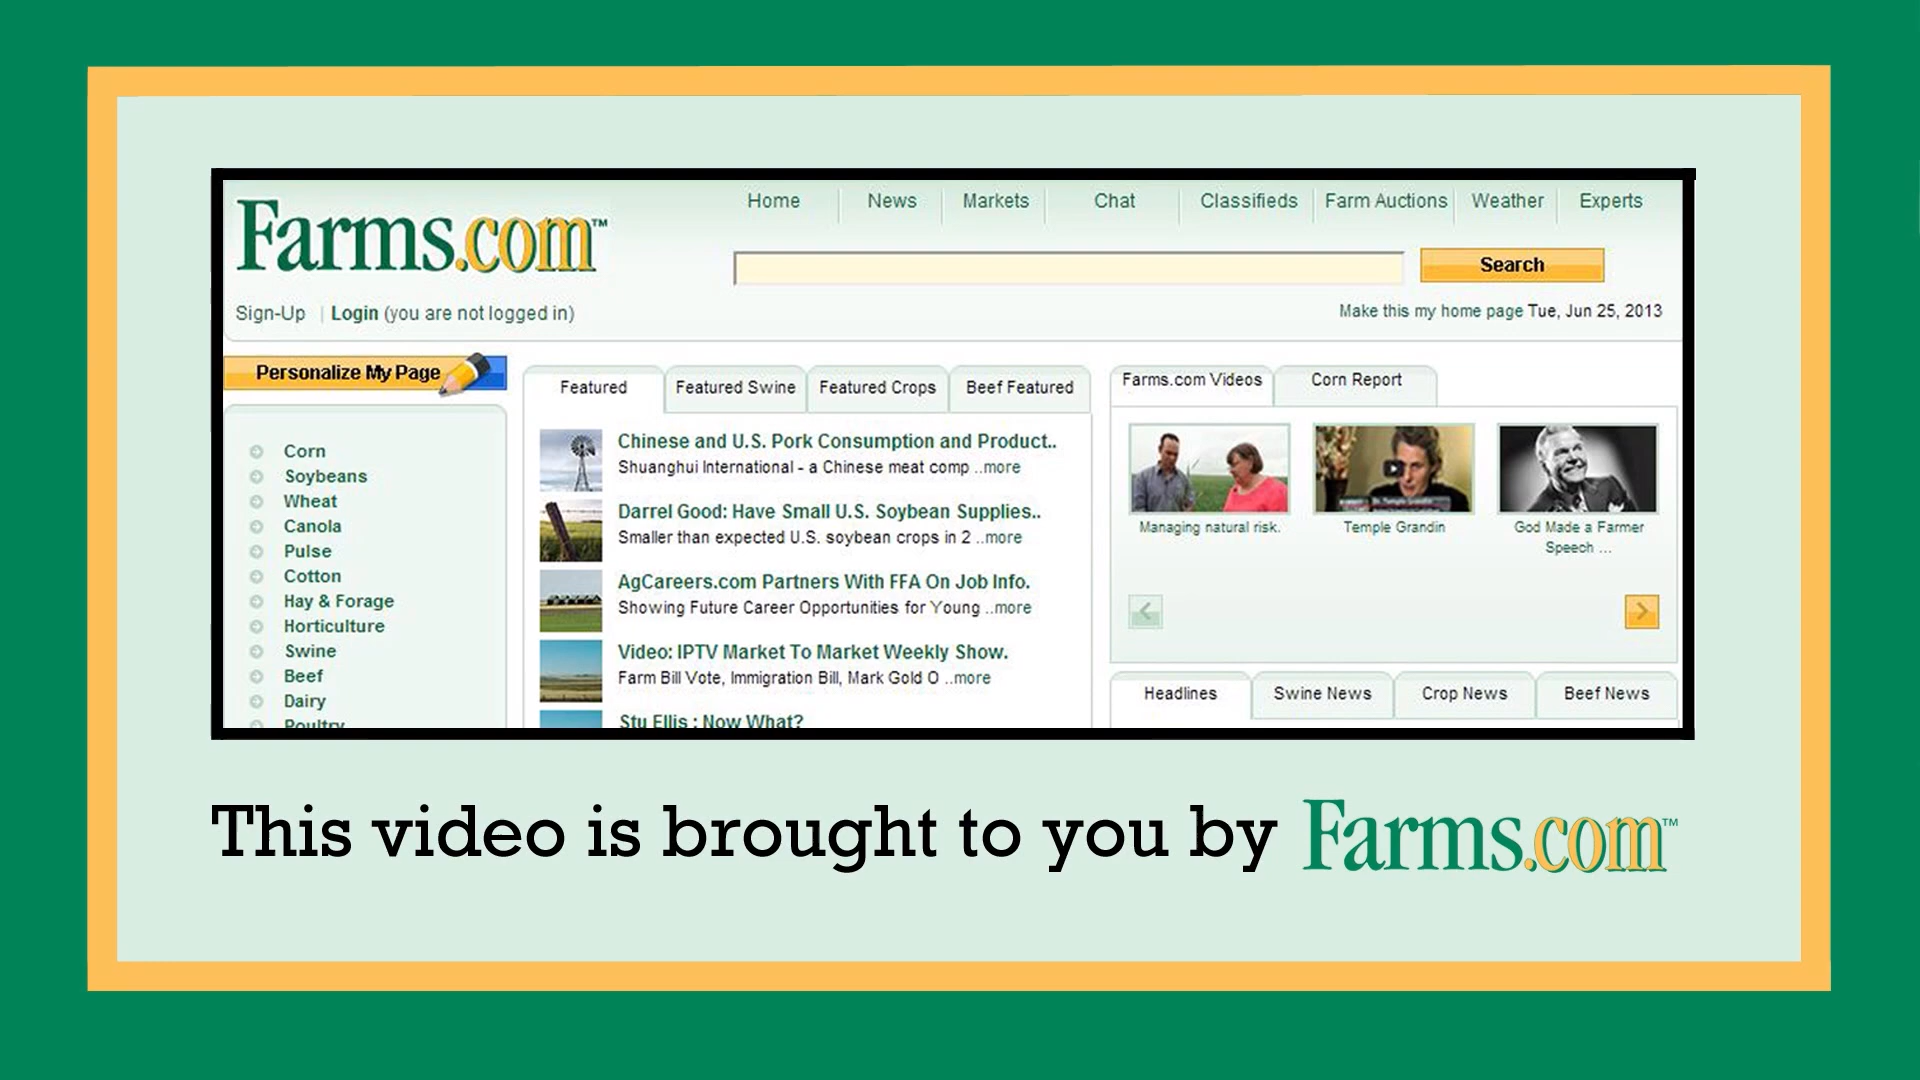 Farms.com™
Home News Markets Chat Classifieds Farm Auctions Weather Experts
Search
Sign-Up | Login (you are not logged in)
Make this my home page Tue, Jun 25, 2013
Personalize My Page
Corn
Soybeans
Wheat
Canola
Pulse
Cotton
Hay & Forage
Horticulture
Swine
Beef
Dairy
Poultry
Featured Featured Swine Featured Crops Beef Featured
Chinese and U.S. Pork Consumption and Product..
Shuanghui International - a Chinese meat comp ..more
Darrel Good: Have Small U.S. Soybean Supplies..
Smaller than expected U.S. soybean crops in 2 ..more
AgCareers.com Partners With FFA On Job Info.
Showing Future Career Opportunities for Young ..more
Video: IPTV Market To Market Weekly Show.
Farm Bill Vote, Immigration Bill, Mark Gold O ..more
Stu Ellis : Now What?
Farms.com Videos Corn Report
Managing natural risk.
Temple Grandin
God Made a Farmer
Speech ...
Headlines Swine News Crop News Beef News
This video is brought to you by Farms.com™